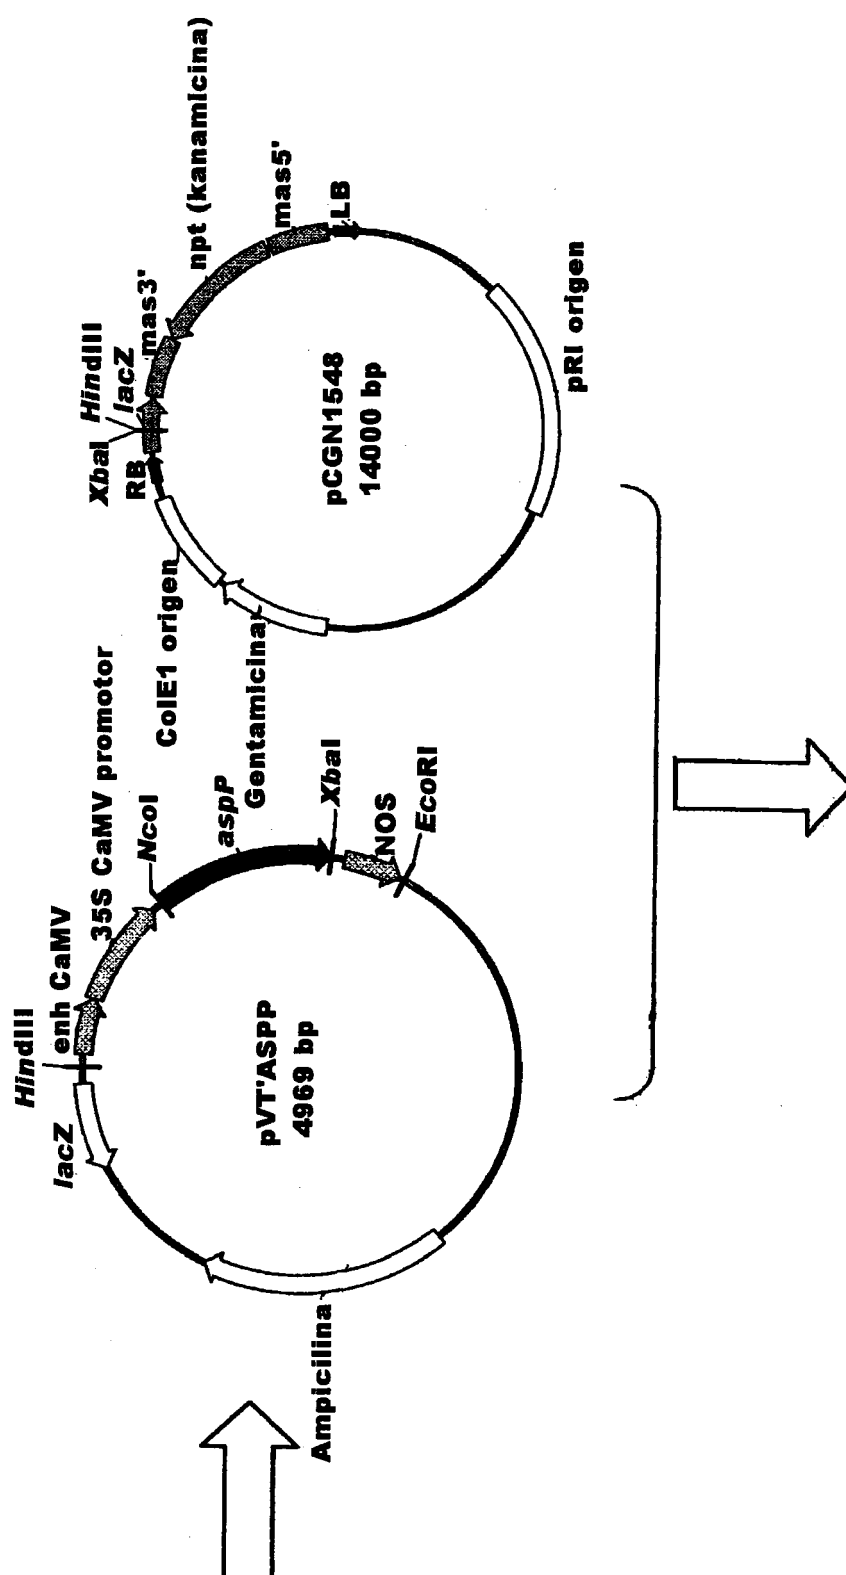 HindIII
lacZ
enh CaMV
35S CaMV promotor
NcoI
aspP
XbaI
NOS
EcoRI
Ampicilina
pVT'ASPP
4969 bp
XbaI
HindIII
lacZ
RB
mas3'
npt (kanamicina)
mas5'
LB
ColE1 origen
Gentamicina
pRI origen
pCGN1548
14000 bp